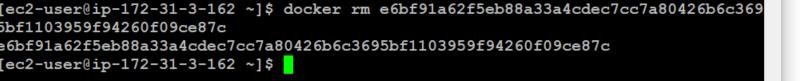 [ec2-user@ip-172-31-3-162 ~]$ docker rm e6bf91a62f5eb88a33a4cdec7cc7a80426b6c369
5bf1103959f94260f09ce87c
e6bf91a62f5eb88a33a4cdec7cc7a80426b6c3695bf1103959f94260f09ce87c
[ec2-user@ip-172-31-3-162 ~]$